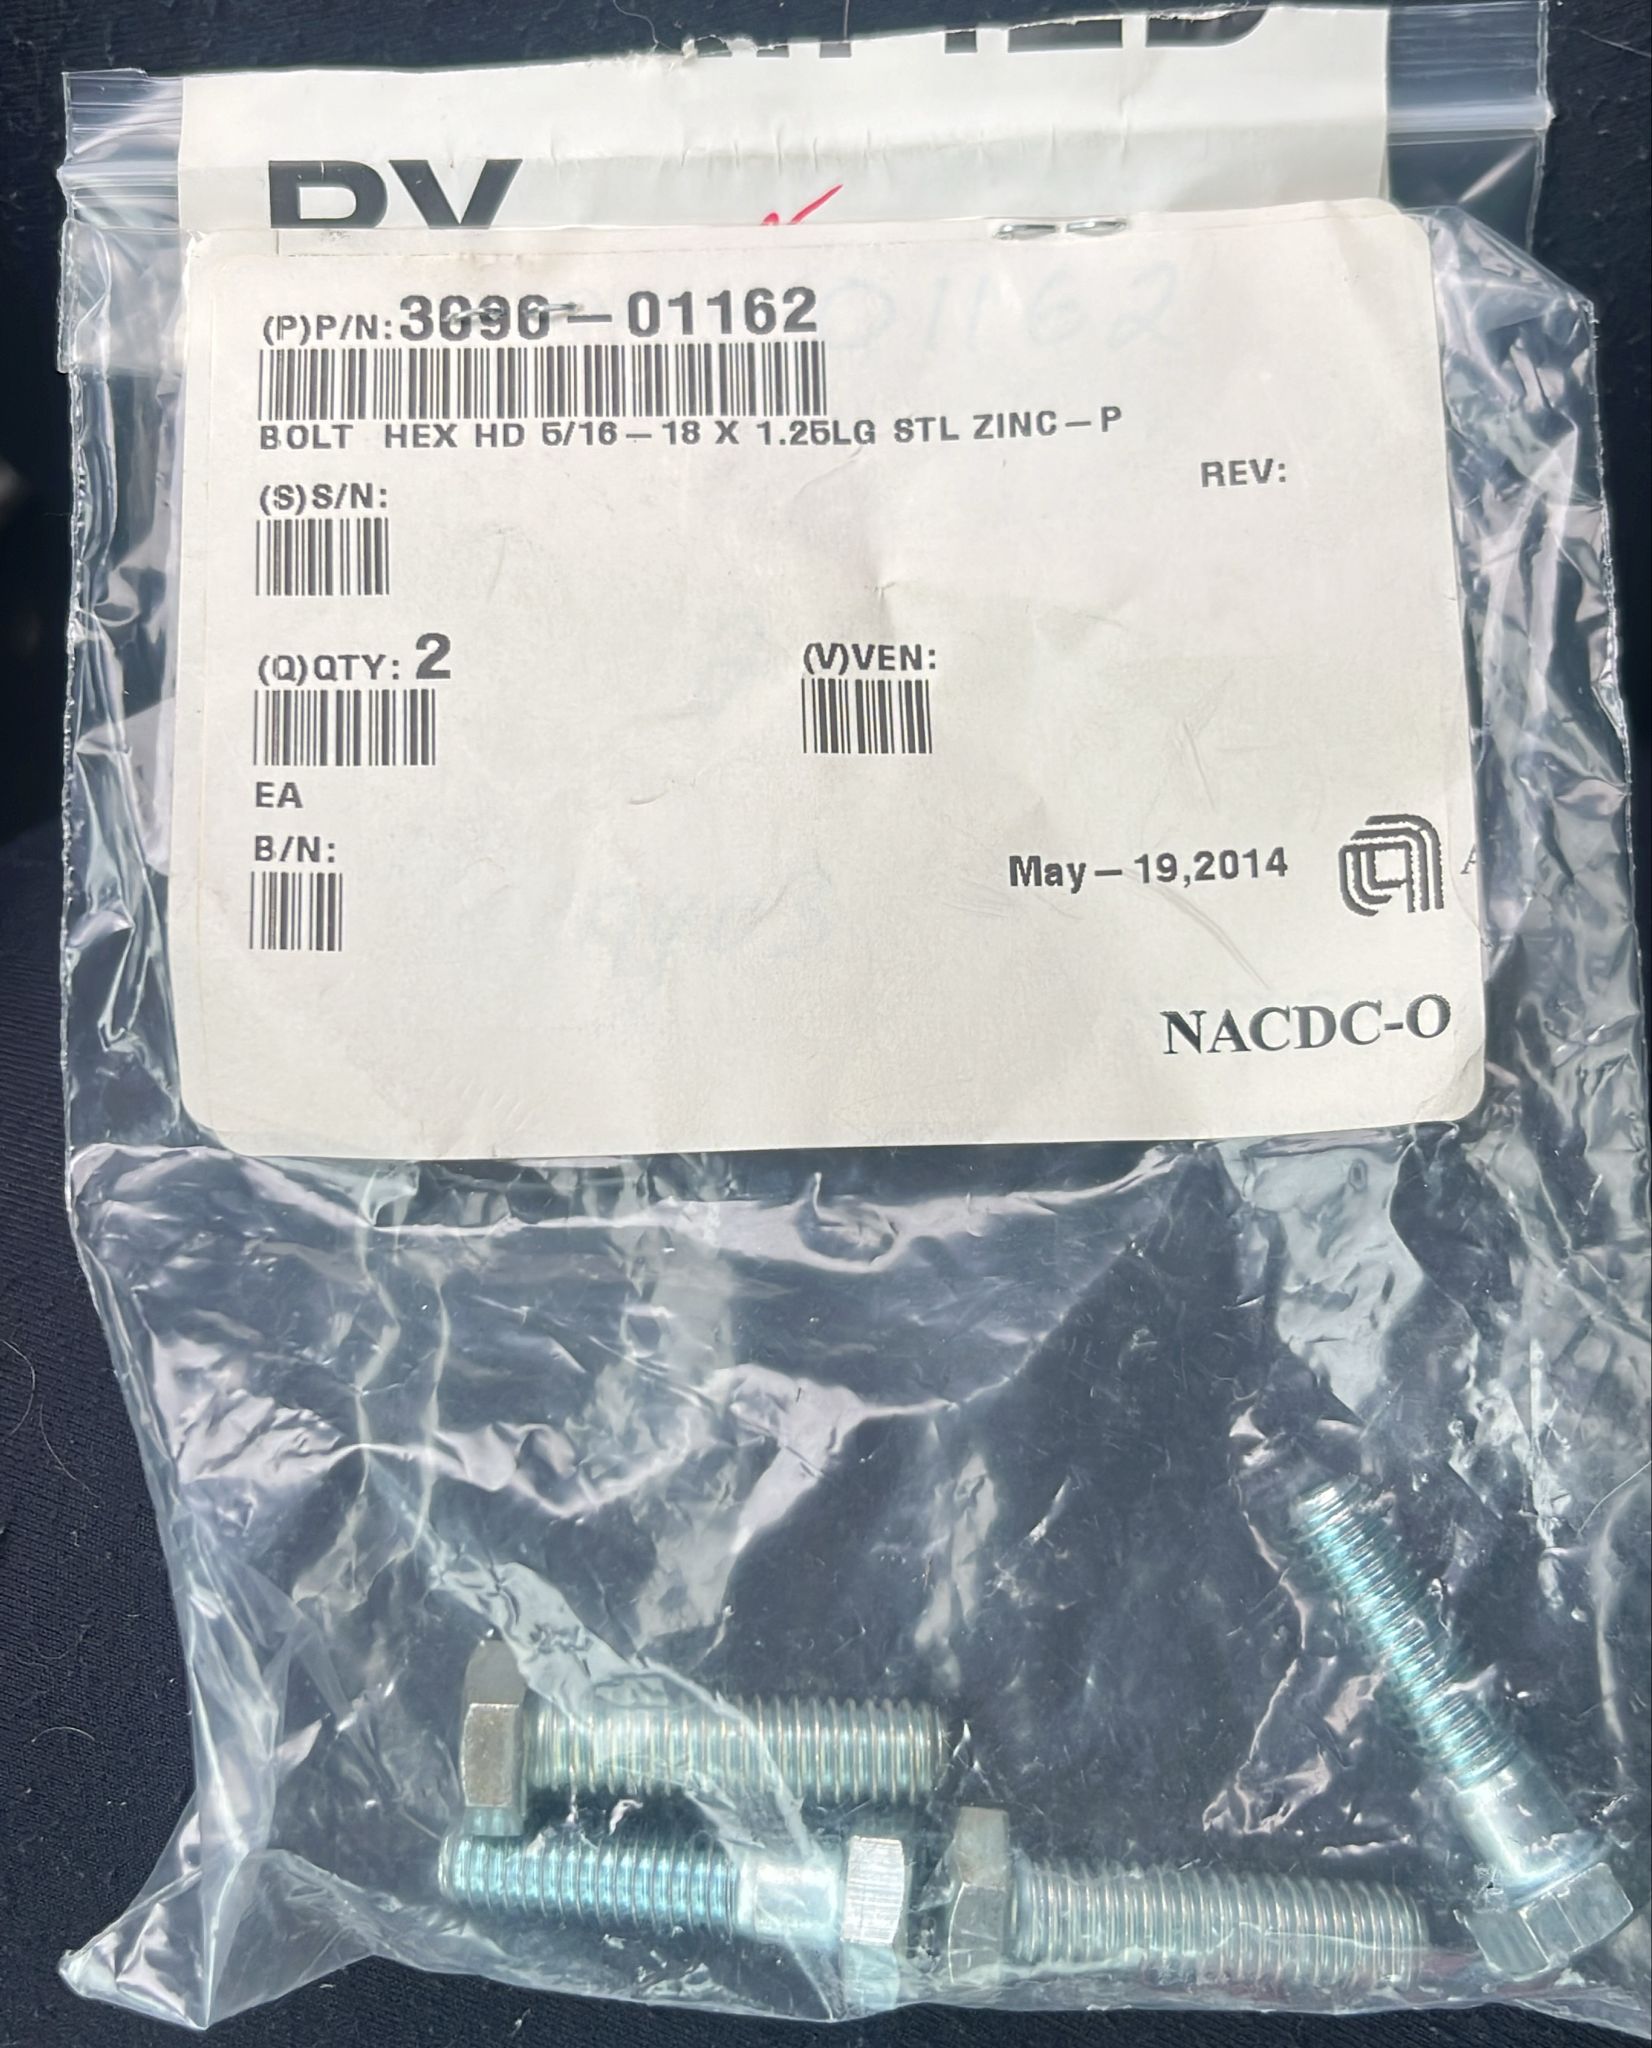 (P)P/N: 3690-01162
BOLT HEX HD 5/16-18 X 1.25LG STL ZINC-P
REV:
(S)S/N:
(Q)QTY: 2
(V)VEN:
EA
B/N:
May-19,2014
NACDC-O